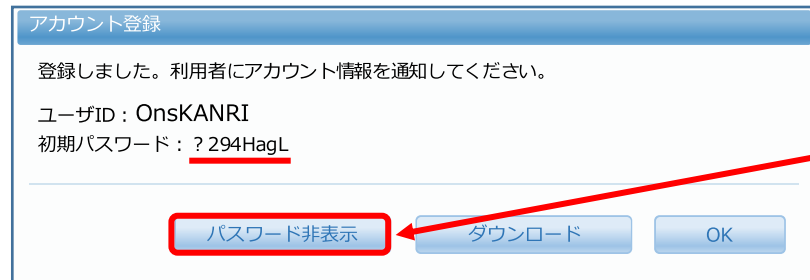 アカウント登録
登録しました。利用者にアカウント情報を通知してください。
ユーザID：OnsKANRI
初期パスワード：？294HagL
パスワード非表示 ダウンロード OK